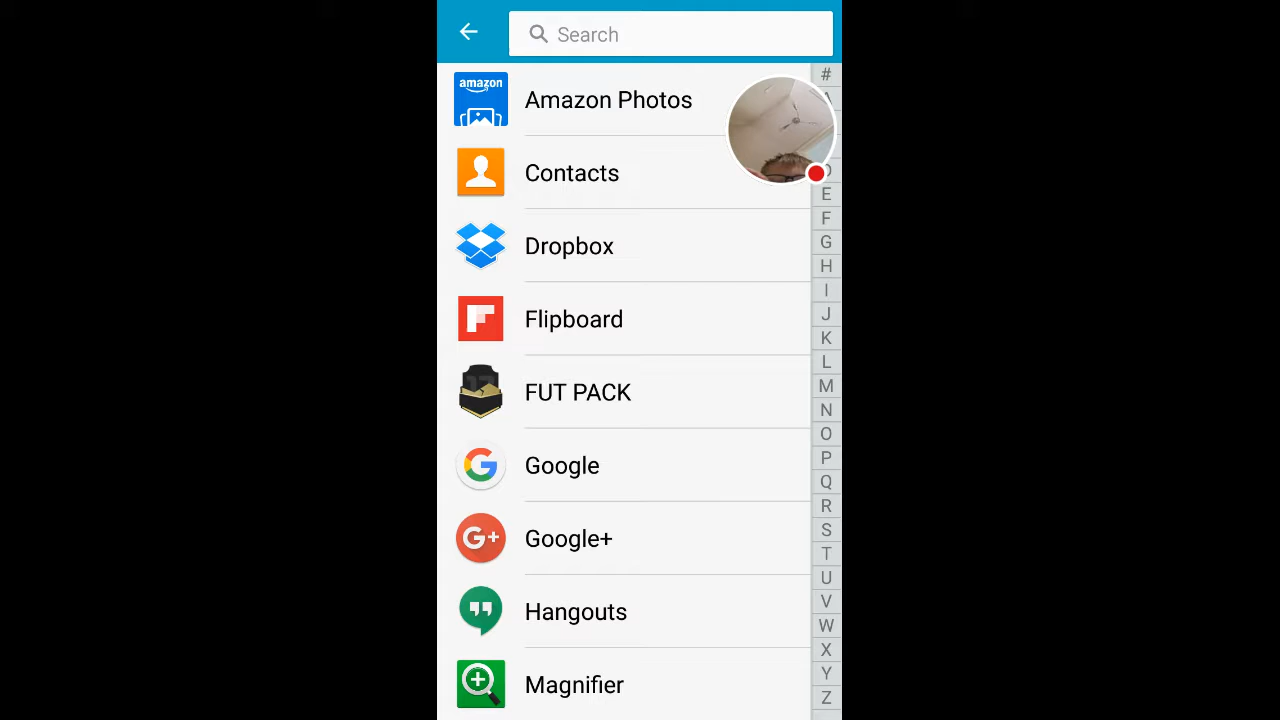 Search
amazon
Amazon Photos
Contacts
Dropbox
Flipboard
FUT PACK
Google
G+
Google+
Hangouts
Magnifier
#
E
F
G
H
I
J
K
L
M
N
O
P
Q
R
S
T
U
V
W
X
Y
Z